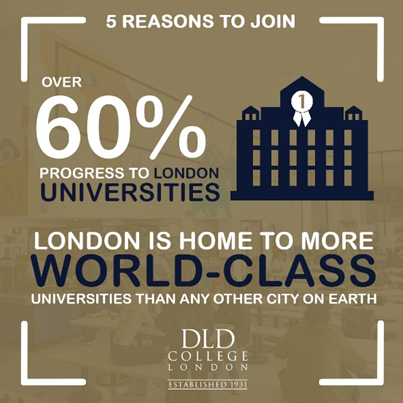 5 REASONS TO JOIN
OVER
60%
PROGRESS TO LONDON
UNIVERSITIES
1
LONDON IS HOME TO MORE
WORLD-CLASS
UNIVERSITIES THAN ANY OTHER CITY ON EARTH
DLD
COLLEGE
LONDON
ESTABLISHED 1931